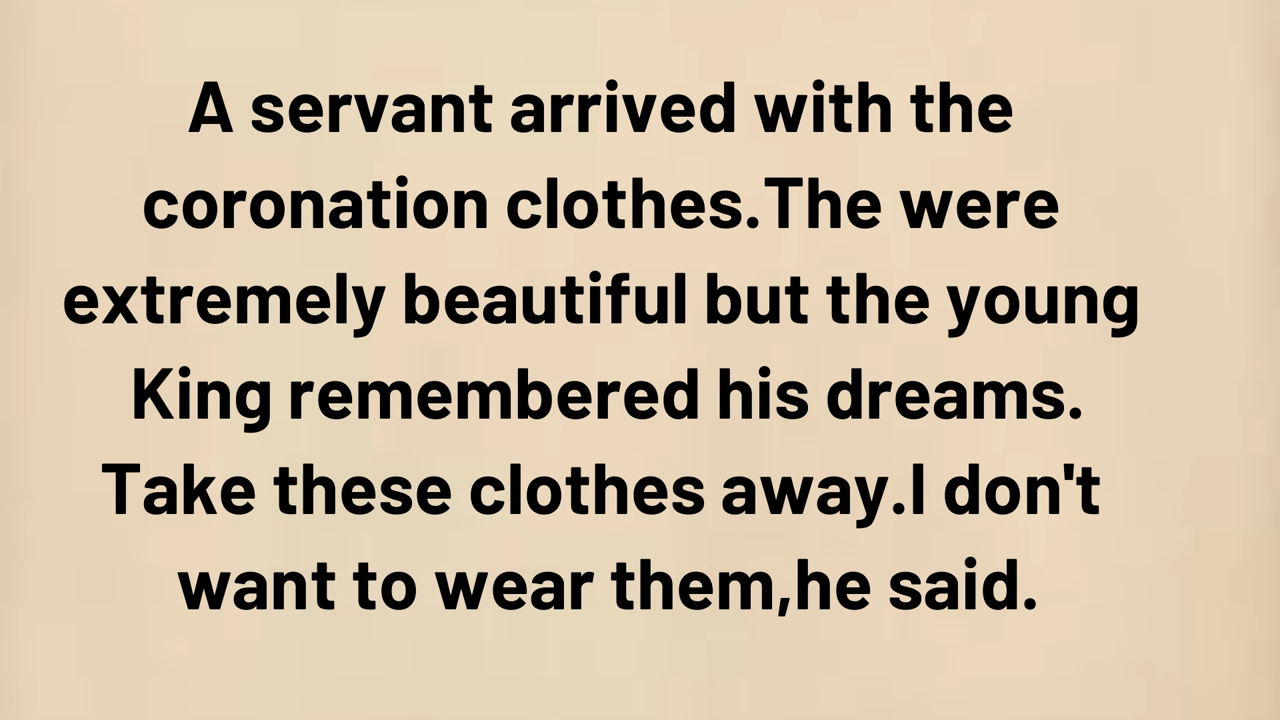 A servant arrived with the
coronation clothes.The were
extremely beautiful but the young
King remembered his dreams.
Take these clothes away.I don't
want to wear them,he said.